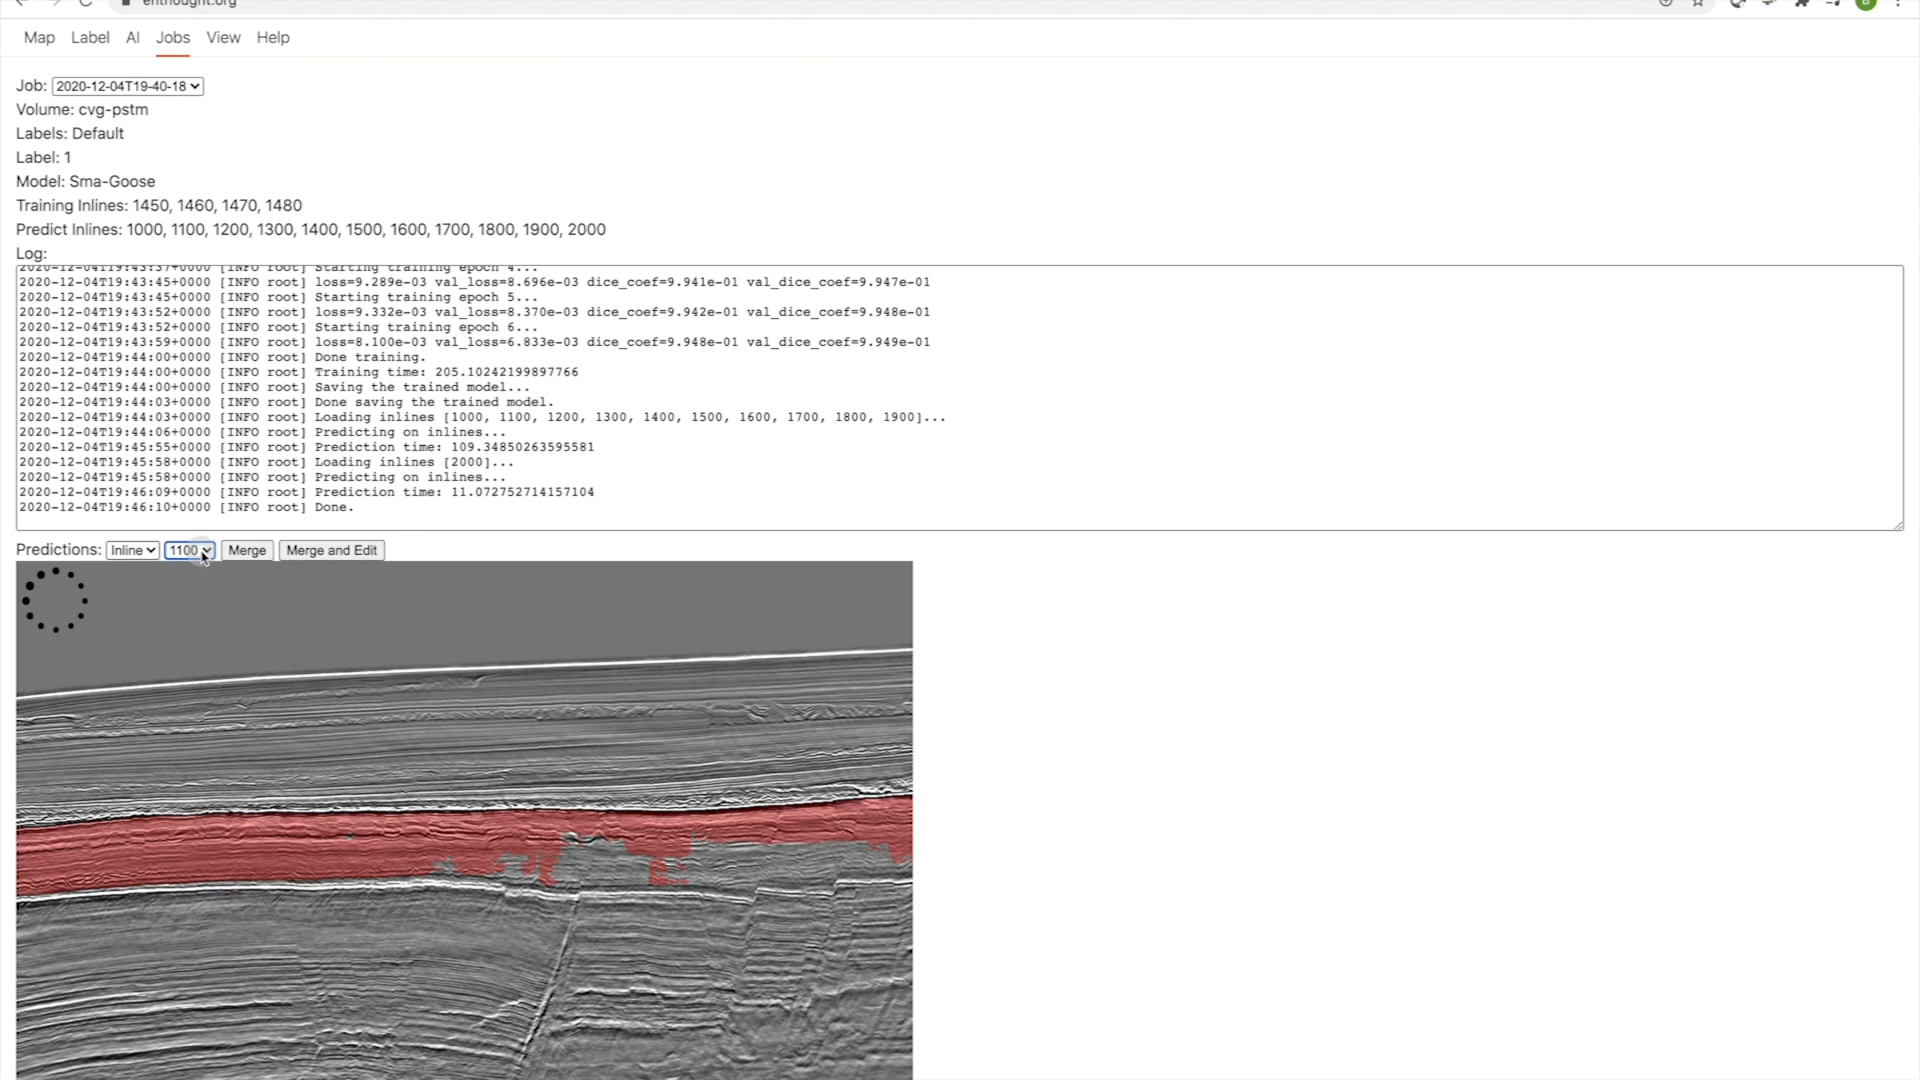 enthought.org
Map Label AI Jobs View Help
Job: 2020-12-04T19-40-18
Volume: cvg-pstm
Labels: Default
Label: 1
Model: Sma-Goose
Training Inlines: 1450, 1460, 1470, 1480
Predict Inlines: 1000, 1100, 1200, 1300, 1400, 1500, 1600, 1700, 1800, 1900, 2000
Log:
2020-12-04T19:43:37+0000 [INFO root] Starting training epoch 4...
2020-12-04T19:43:45+0000 [INFO root] loss=9.289e-03 val_loss=8.696e-03 dice_coef=9.941e-01 val_dice_coef=9.947e-01
2020-12-04T19:43:45+0000 [INFO root] Starting training epoch 5...
2020-12-04T19:43:52+0000 [INFO root] loss=9.332e-03 val_loss=8.370e-03 dice_coef=9.942e-01 val_dice_coef=9.948e-01
2020-12-04T19:43:52+0000 [INFO root] Starting training epoch 6...
2020-12-04T19:43:59+0000 [INFO root] loss=8.100e-03 val_loss=6.833e-03 dice_coef=9.948e-01 val_dice_coef=9.949e-01
2020-12-04T19:44:00+0000 [INFO root] Done training.
2020-12-04T19:44:00+0000 [INFO root] Training time: 205.10242199897766
2020-12-04T19:44:00+0000 [INFO root] Saving the trained model...
2020-12-04T19:44:03+0000 [INFO root] Done saving the trained model.
2020-12-04T19:44:03+0000 [INFO root] Loading inlines [1000, 1100, 1200, 1300, 1400, 1500, 1600, 1700, 1800, 1900]...
2020-12-04T19:44:06+0000 [INFO root] Predicting on inlines...
2020-12-04T19:45:55+0000 [INFO root] Prediction time: 109.34850263595581
2020-12-04T19:45:58+0000 [INFO root] Loading inlines [2000]...
2020-12-04T19:45:58+0000 [INFO root] Predicting on inlines...
2020-12-04T19:46:09+0000 [INFO root] Prediction time: 11.072752714157104
2020-12-04T19:46:10+0000 [INFO root] Done.
Predictions: Inline 1100 Merge Merge and Edit